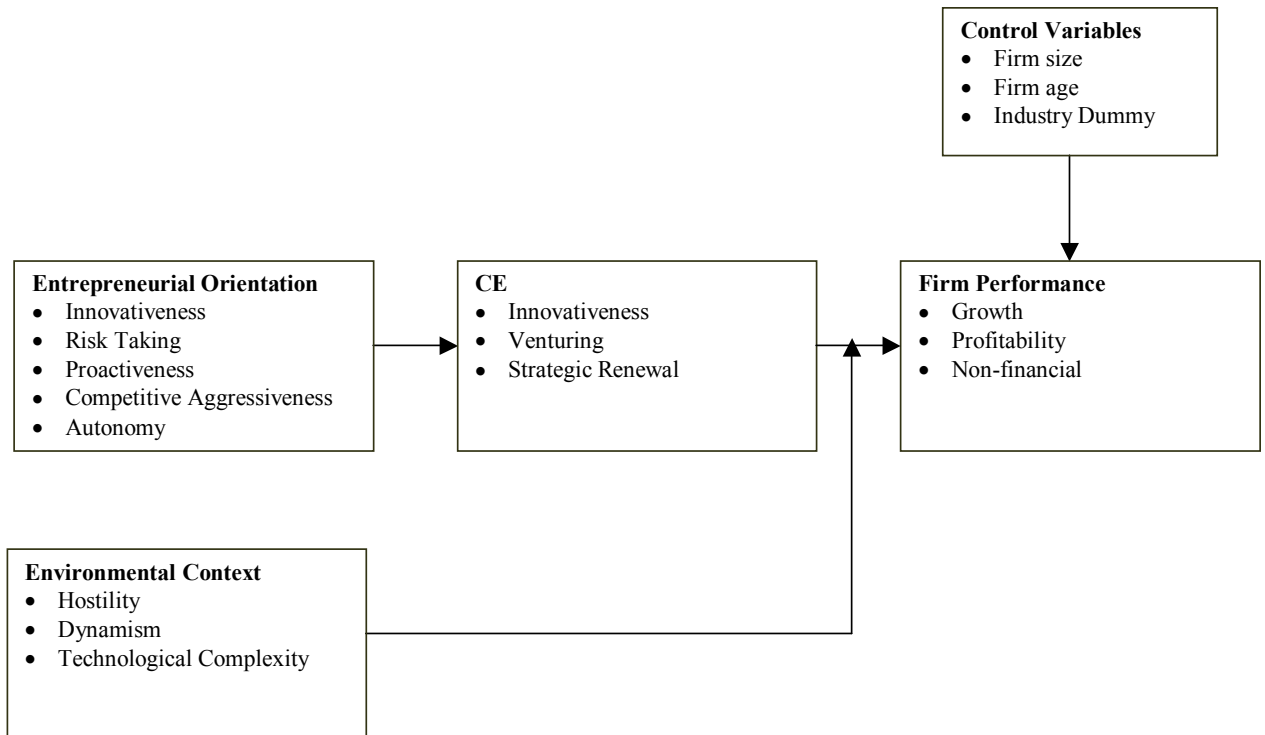 Control Variables
• Firm size
• Firm age
• Industry Dummy
Entrepreneurial Orientation
• Innovativeness
• Risk Taking
• Proactiveness
• Competitive Aggressiveness
• Autonomy
CE
• Innovativeness
• Venturing
• Strategic Renewal
Firm Performance
• Growth
• Profitability
• Non-financial
Environmental Context
• Hostility
• Dynamism
• Technological Complexity